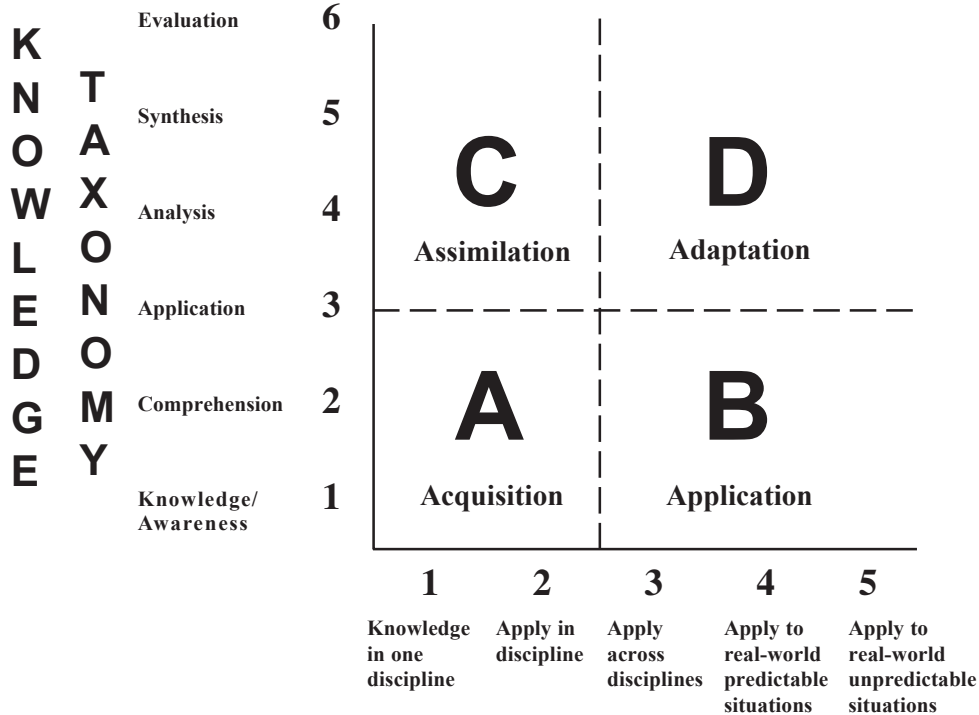 KNOWLEDGE
TAXONOMY
Evaluation 6
Synthesis 5
Analysis 4
Application 3
Comprehension 2
Knowledge/
Awareness 1
C
Assimilation
D
Adaptation
A
Acquisition
B
Application
1 2 3 4 5
Knowledge
in one
discipline
Apply in
discipline
Apply
across
disciplines
Apply to
real-world
predictable
situations
Apply to
real-world
unpredictable
situations